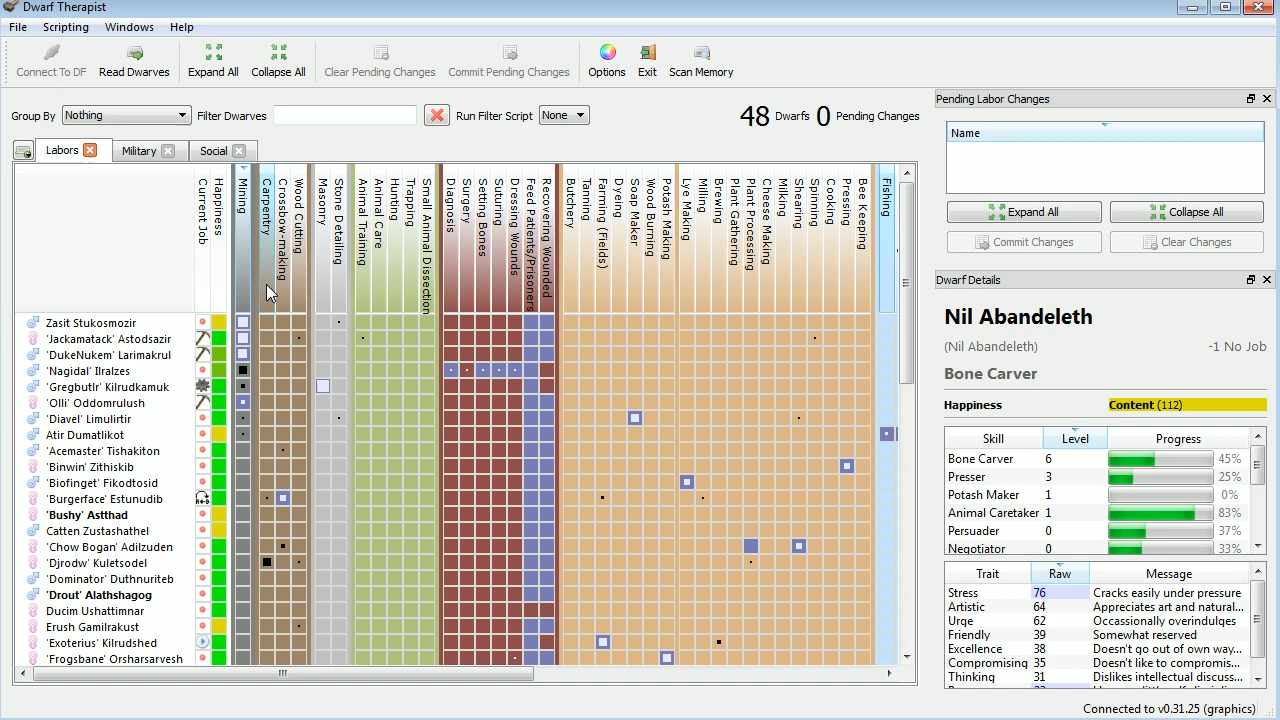 Dwarf Therapist
File Scripting Windows Help
Connect To DF Read Dwarves Expand All Collapse All Clear Pending Changes Commit Pending Changes Options Exit Scan Memory
Group By Nothing Filter Dwarves Run Filter Script None 48 Dwarfs 0 Pending Changes
Labors Military Social
Current Job
Happiness
Mining
Carpentry
Crossbow-making
Wood Cutting
Masonry
Stone Detailing
Animal Training
Animal Care
Hunting
Trapping
Small Animal Dissection
Diagnosis
Surgery
Setting Bones
Suturing
Dressing Wounds
Feed Patients/Prisoners
Recovering Wounded
Butchery
Tanning
Farming (Fields)
Dyeing
Soap Maker
Wood Burning
Potash Making
Lye Making
Milling
Brewing
Plant Gathering
Plant Processing
Cheese Making
Milking
Shearing
Spinning
Cooking
Pressing
Bee Keeping
Fishing
Zasit Stukosmozir
'Jackamatack' Astodsazir
'DukeNukem' Larimakrul
'Nagidal' Ilralzes
'Gregbutlr' Kilrudkamuk
'Olli' Oddomrulush
'Diavel' Limulirtir
Atir Dumatlikot
'Acemaster' Tishakiton
'Binwin' Zithiskib
'Biofinget' Fikodtosid
'Burgerface' Estunudib
'Bushy' Astthad
Catten Zustashathel
'Chow Bogan' Adilzuden
'Djrodw' Kuletsodel
'Dominator' Duthnuriteb
'Drout' Alathshagog
Ducim Ushattimnar
Erush Gamilrakust
'Exoterius' Kilrudshed
'Frogsbane' Orsharsarvesh
Pending Labor Changes
Name
Expand All Collapse All
Commit Changes Clear Changes
Dwarf Details
Nil Abandeleth
(Nil Abandeleth) -1 No Job
Bone Carver
Happiness Content (112)
Skill Level Progress
Bone Carver 6 45%
Presser 3 25%
Potash Maker 1 0%
Animal Caretaker 1 83%
Persuader 0 37%
Negotiator 0 33%
Trait Raw Message
Stress 76 Cracks easily under pressure
Artistic 64 Appreciates art and natural...
Urge 62 Occassionally overindulges
Friendly 39 Somewhat reserved
Excellence 38 Doesn't go out of own way...
Compromising 35 Doesn't like to compromis...
Thinking 31 Dislikes intellectual discuss...
Connected to v0.31.25 (graphics)